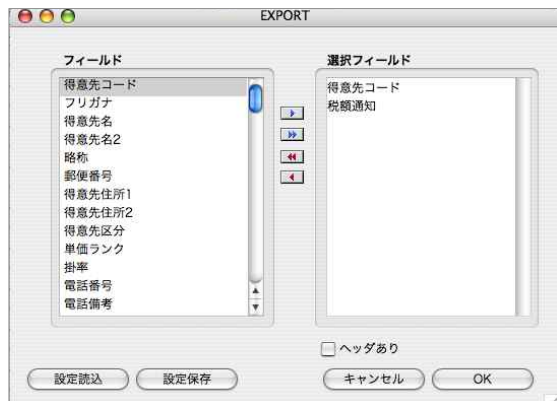 EXPORT
フィールド
得意先コード
フリガナ
得意先名
得意先名2
略称
郵便番号
得意先住所1
得意先住所2
得意先区分
単価ランク
掛率
電話番号
電話備考
選択フィールド
得意先コード
税額通知
ヘッダあり
設定読込
設定保存
キャンセル
OK